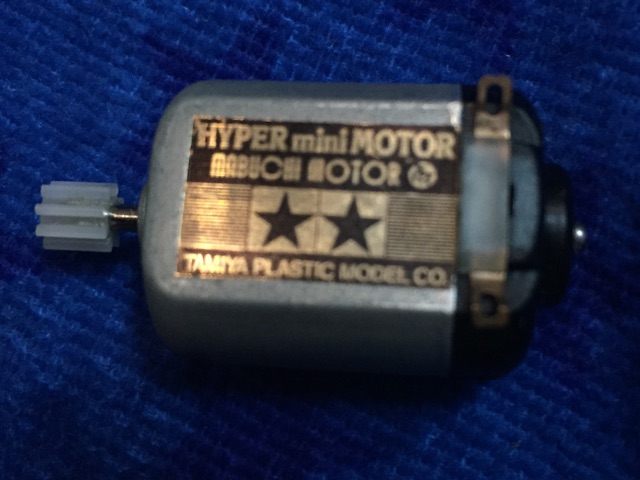 HYPER mini MOTOR
MABUCHI MOTOR
TAMIYA PLASTIC MODEL CO.